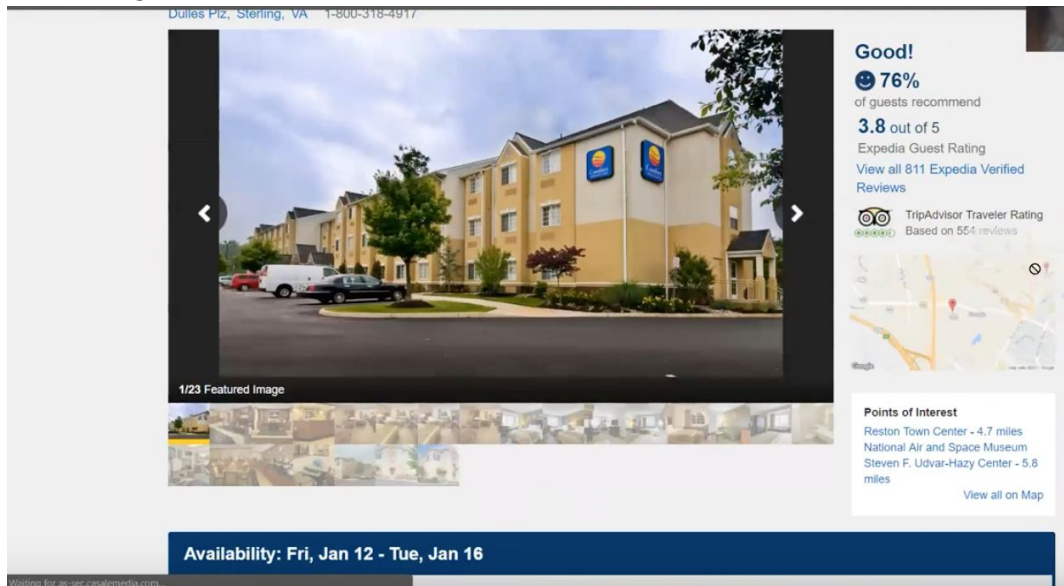 Dulles Plz, Sterling, VA 1-800-318-4917
Good!
76%
of guests recommend
3.8 out of 5
Expedia Guest Rating
View all 811 Expedia Verified
Reviews
TripAdvisor Traveler Rating
Based on 554 reviews
Google
1/23 Featured Image
Points of Interest
Reston Town Center - 4.7 miles
National Air and Space Museum
Steven F. Udvar-Hazy Center - 5.8
miles
View all on Map
Availability: Fri, Jan 12 - Tue, Jan 16
Waiting for as-sec.casalemedia.com...